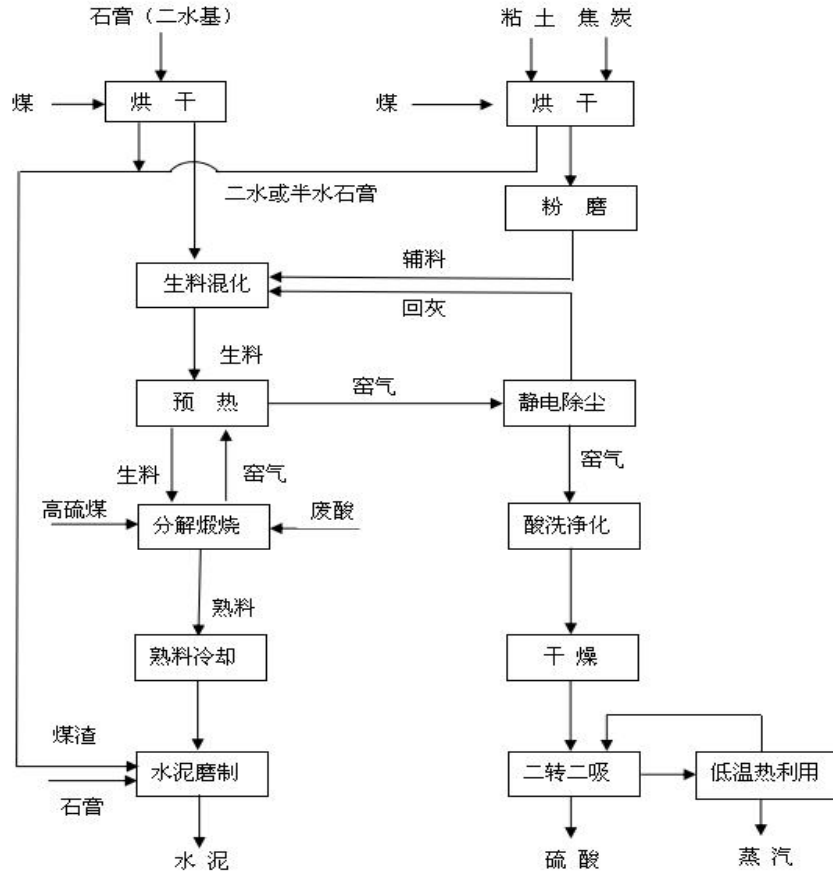 石膏（二水基）
粘 土 焦 炭
煤
烘 干
煤
烘 干
二水或半水石膏
粉 磨
辅料
生料混化
回灰
生料
窑气
预 热
静电除尘
生料
窑气
窑气
高硫煤
分解煅烧
废酸
酸洗净化
熟料
熟料冷却
干 燥
煤渣
水泥磨制
二转二吸
低温热利用
石膏
水 泥
硫 酸
蒸 汽